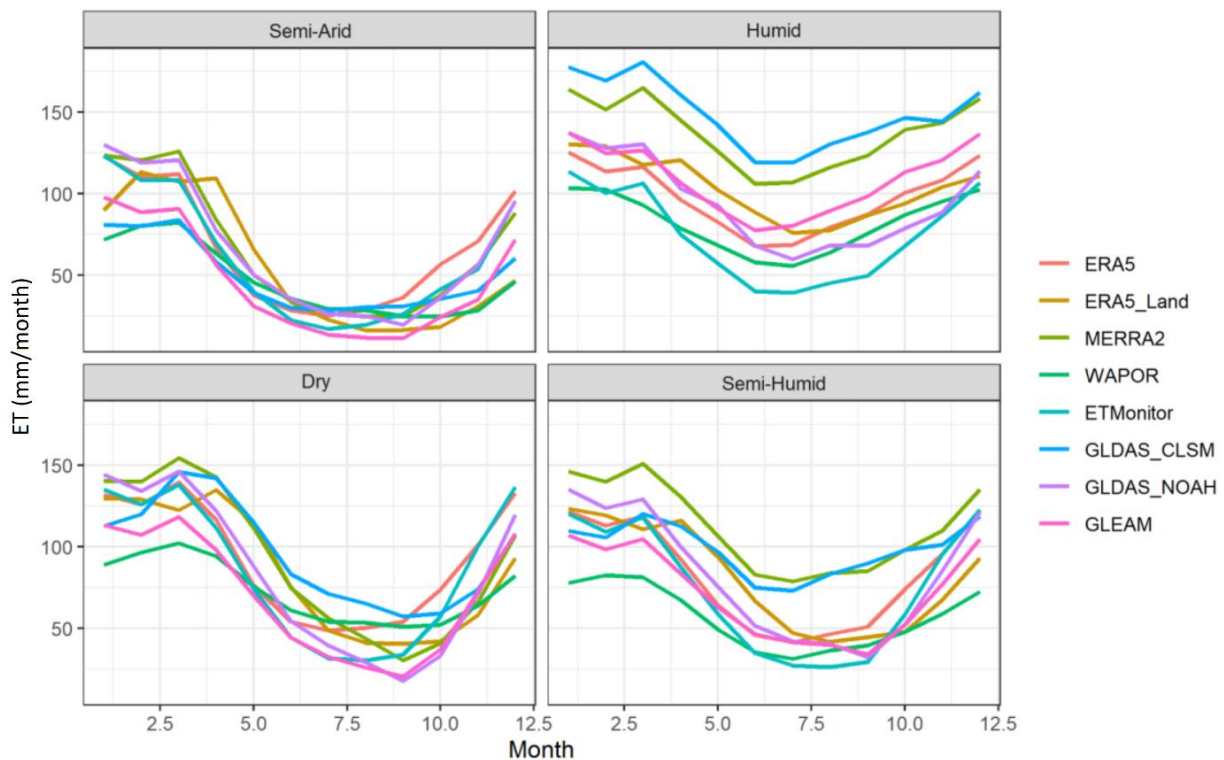 Semi-Arid
Humid
150
100
50
Dry
Semi-Humid
150
100
50
2.5 5.0 7.5 10.0 12.5 2.5 5.0 7.5 10.0 12.5
Month
ET (mm/month)
ERA5
ERA5_Land
MERRA2
WAPOR
ETMonitor
GLDAS_CLSM
GLDAS_NOAH
GLEAM